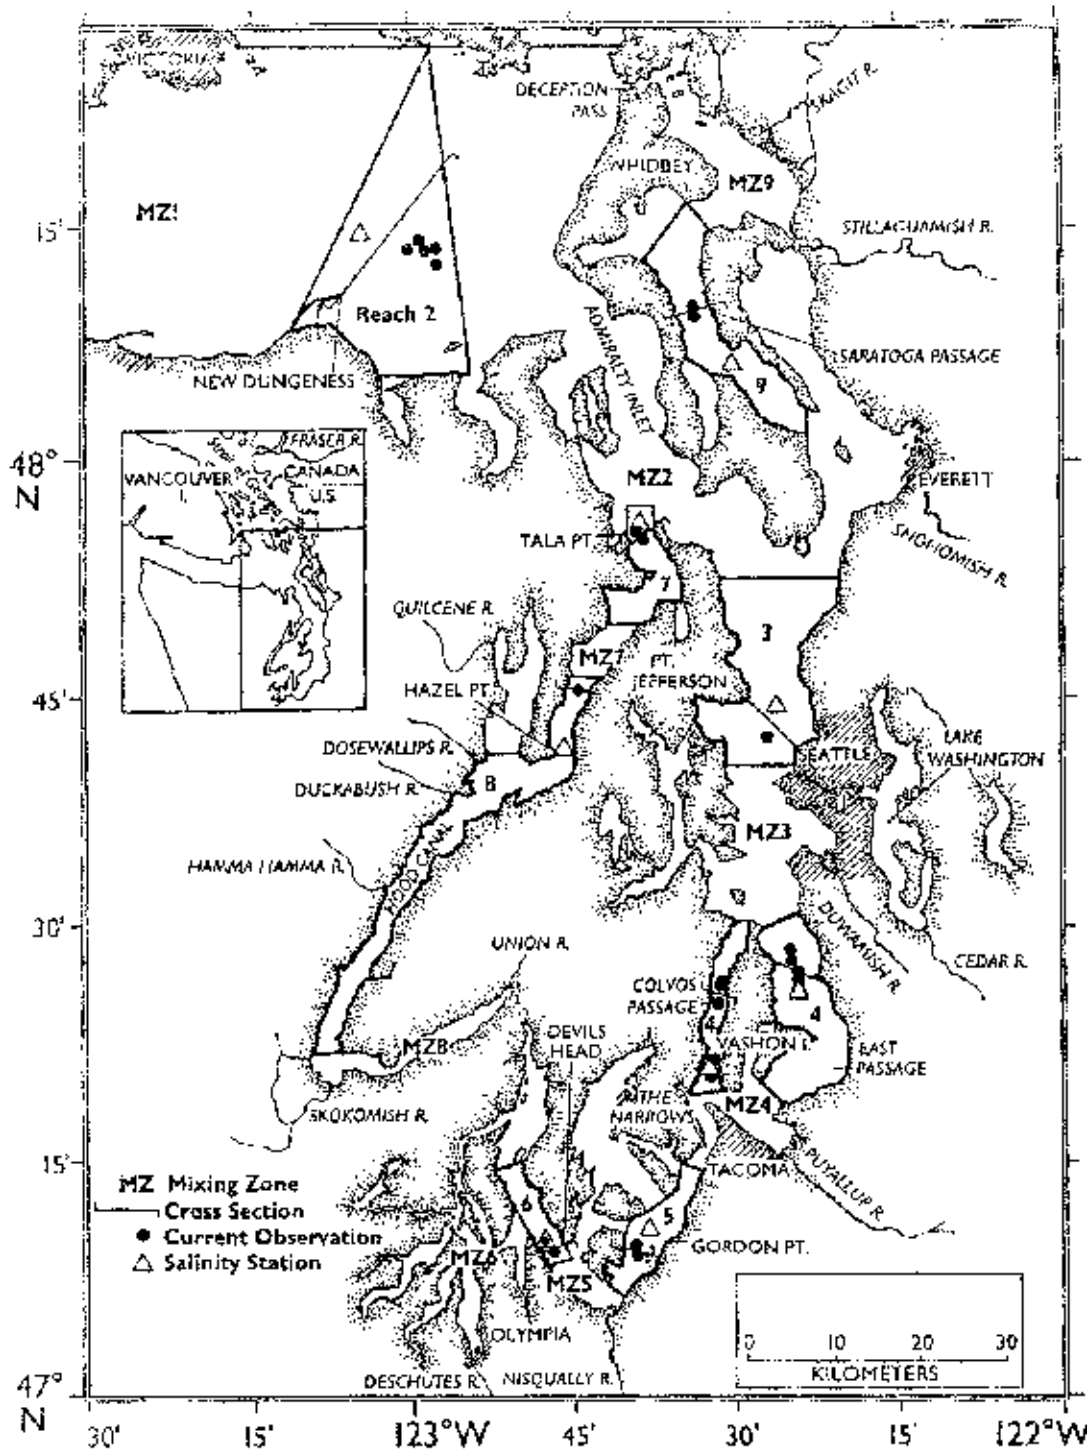 VICTORIA
DECEPTION
PASS
SKAGIT R.
WHIDBEY
MZ9
MZ1
15'
STILLAGUAMISH R.
Reach 2
ADMIRALTY INLET
SARATOGA PASSAGE
NEW DUNGENESS
9
FRASER R.
VANCOUVER
I.
CANADA
U.S.
48°
N
MZ2
EVERETT
SNOHOMISH R.
TALA PT.
7
QUILCENE R.
3
MZ7
PT.
JEFFERSON
HAZEL PT.
45'
DOSEWALLIPS R.
SEATTLE
LAKE
WASHINGTON
DUCKABUSH R.
8
MZ3
HOOD CANAL
HAMMA HAMMA R.
30'
DUWAMISH R.
UNION R.
CEDAR R.
COLVOS
PASSAGE
4
4
DEVILS
HEAD
VASHON I.
MZ8
EAST
PASSAGE
THE
NARROWS
MZ4
SKOKOMISH R.
15'
TACOMA
PUYALLUP R.
MZ Mixing Zone
Cross Section
Current Observation
Salinity Station
6
5
GORDON PT.
MZ6
MZ5
OLYMPIA
0 10 20 30
KILOMETERS
DESCHUTES R.
NISQUALLY R.
47°
N
30' 15' 123°W 45' 30' 15' 122°W